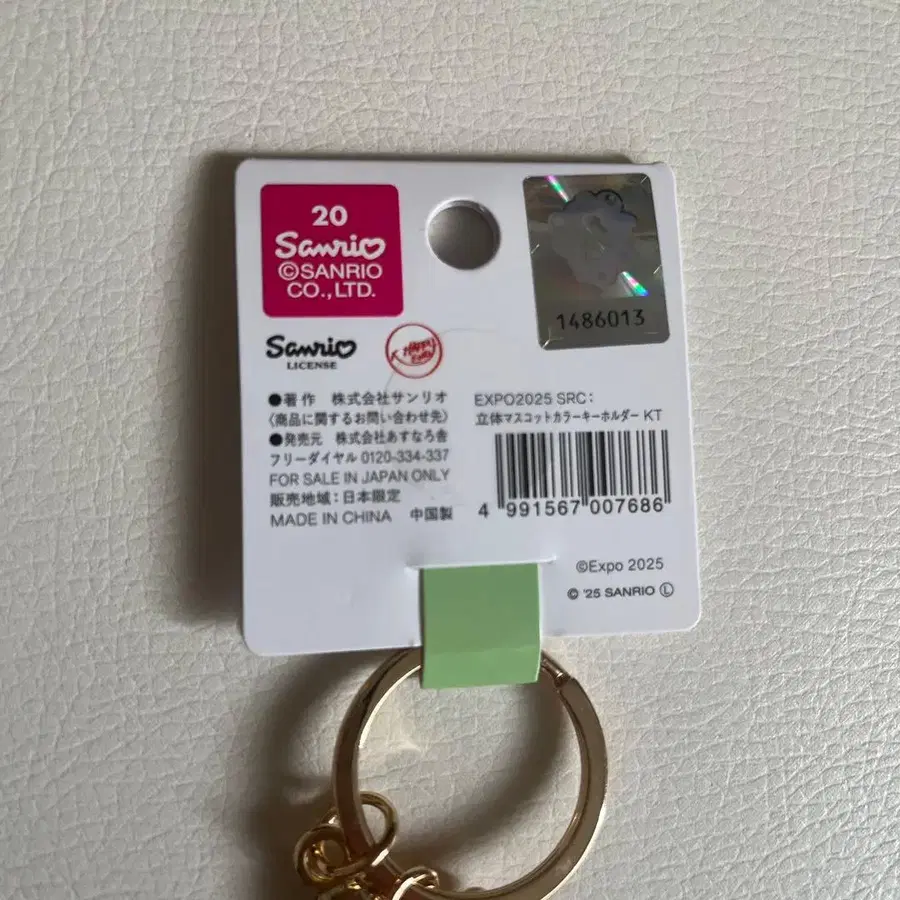 20
Sanrio
©SANRIO
CO., LTD.
1486013
Sanrio
LICENSE
●著作 株式会社サンリオ
〈商品に関するお問い合わせ先〉
●発売元 株式会社あすなろ舎
フリーダイヤル 0120-334-337
FOR SALE IN JAPAN ONLY
販売地域：日本限定
MADE IN CHINA 中国製
EXPO2025 SRC：
立体マスコットカラーキーホルダー KT
4 991567 007686
©Expo 2025
© '25 SANRIO Ⓛ